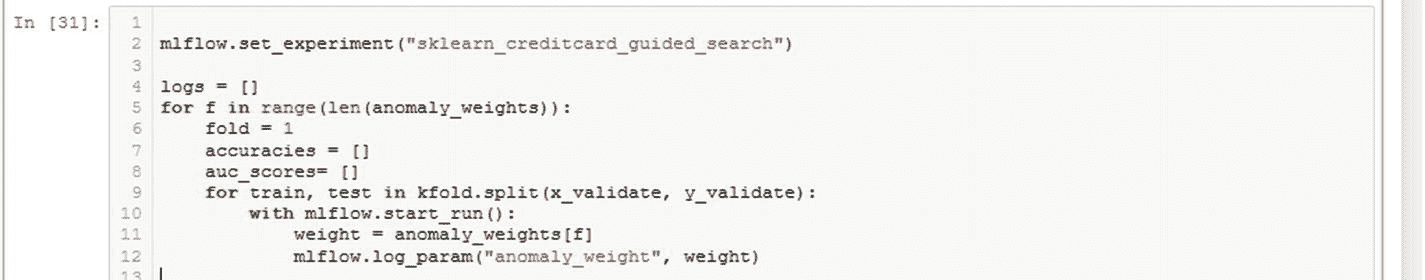 In [31]:
1
2 mlflow.set_experiment("sklearn_creditcard_guided_search")
3
4 logs = []
5 for f in range(len(anomaly_weights)):
6     fold = 1
7     accuracies = []
8     auc_scores= []
9     for train, test in kfold.split(x_validate, y_validate):
10         with mlflow.start_run():
11             weight = anomaly_weights[f]
12             mlflow.log_param("anomaly_weight", weight)
13